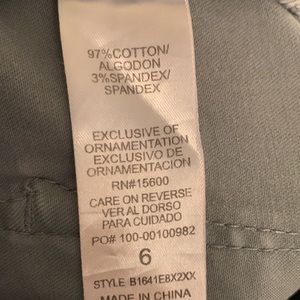 97%COTTON/
ALGODON
3%SPANDEX/
SPANDEX
EXCLUSIVE OF
ORNAMENTATION
EXCLUSIVO DE
ORNAMENTACION
RN#15600
CARE ON REVERSE
VER AL DORSO
PARA CUIDADO
PO# 100-00100982
6
STYLE B1641E8X2XX
MADE IN CHINA